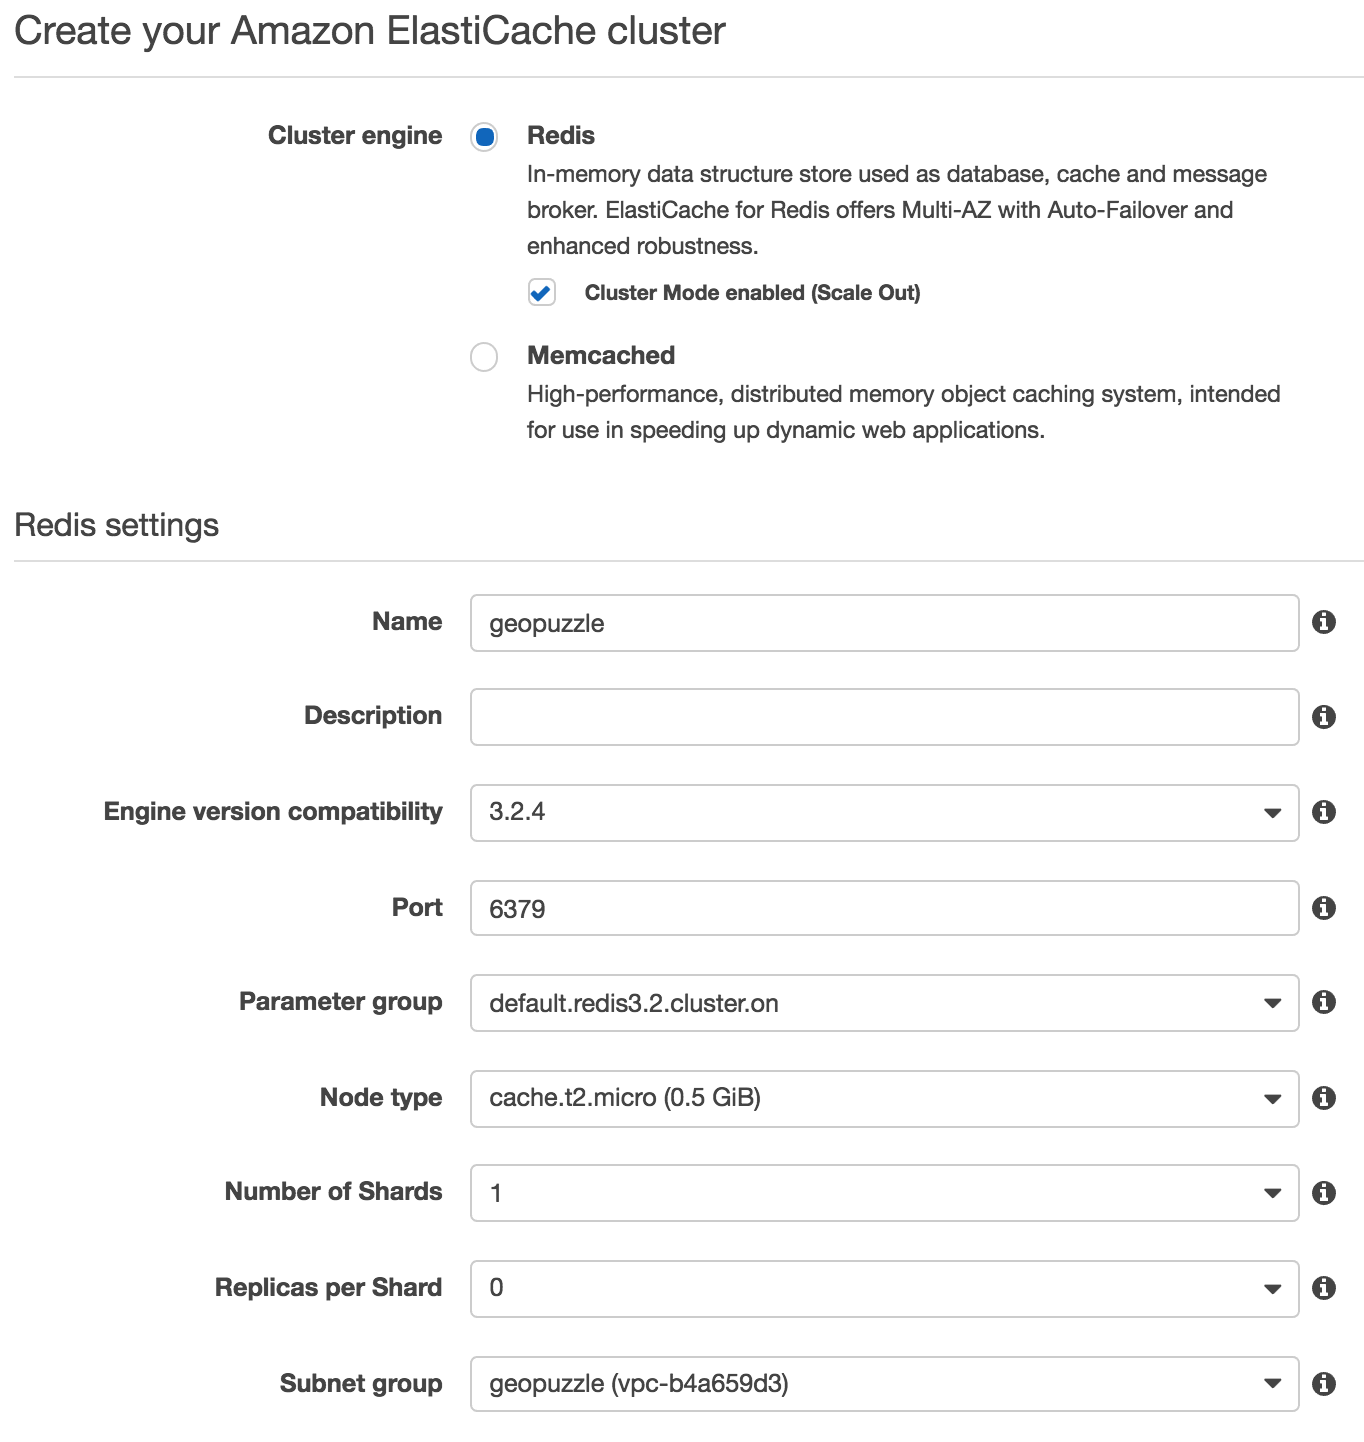 Create your Amazon ElastiCache cluster
Cluster engine
Redis
In-memory data structure store used as database, cache and message
broker. ElastiCache for Redis offers Multi-AZ with Auto-Failover and
enhanced robustness.
Cluster Mode enabled (Scale Out)
Memcached
High-performance, distributed memory object caching system, intended
for use in speeding up dynamic web applications.
Redis settings
Name
geopuzzle
Description
Engine version compatibility
3.2.4
Port
6379
Parameter group
default.redis3.2.cluster.on
Node type
cache.t2.micro (0.5 GiB)
Number of Shards
1
Replicas per Shard
0
Subnet group
geopuzzle (vpc-b4a659d3)